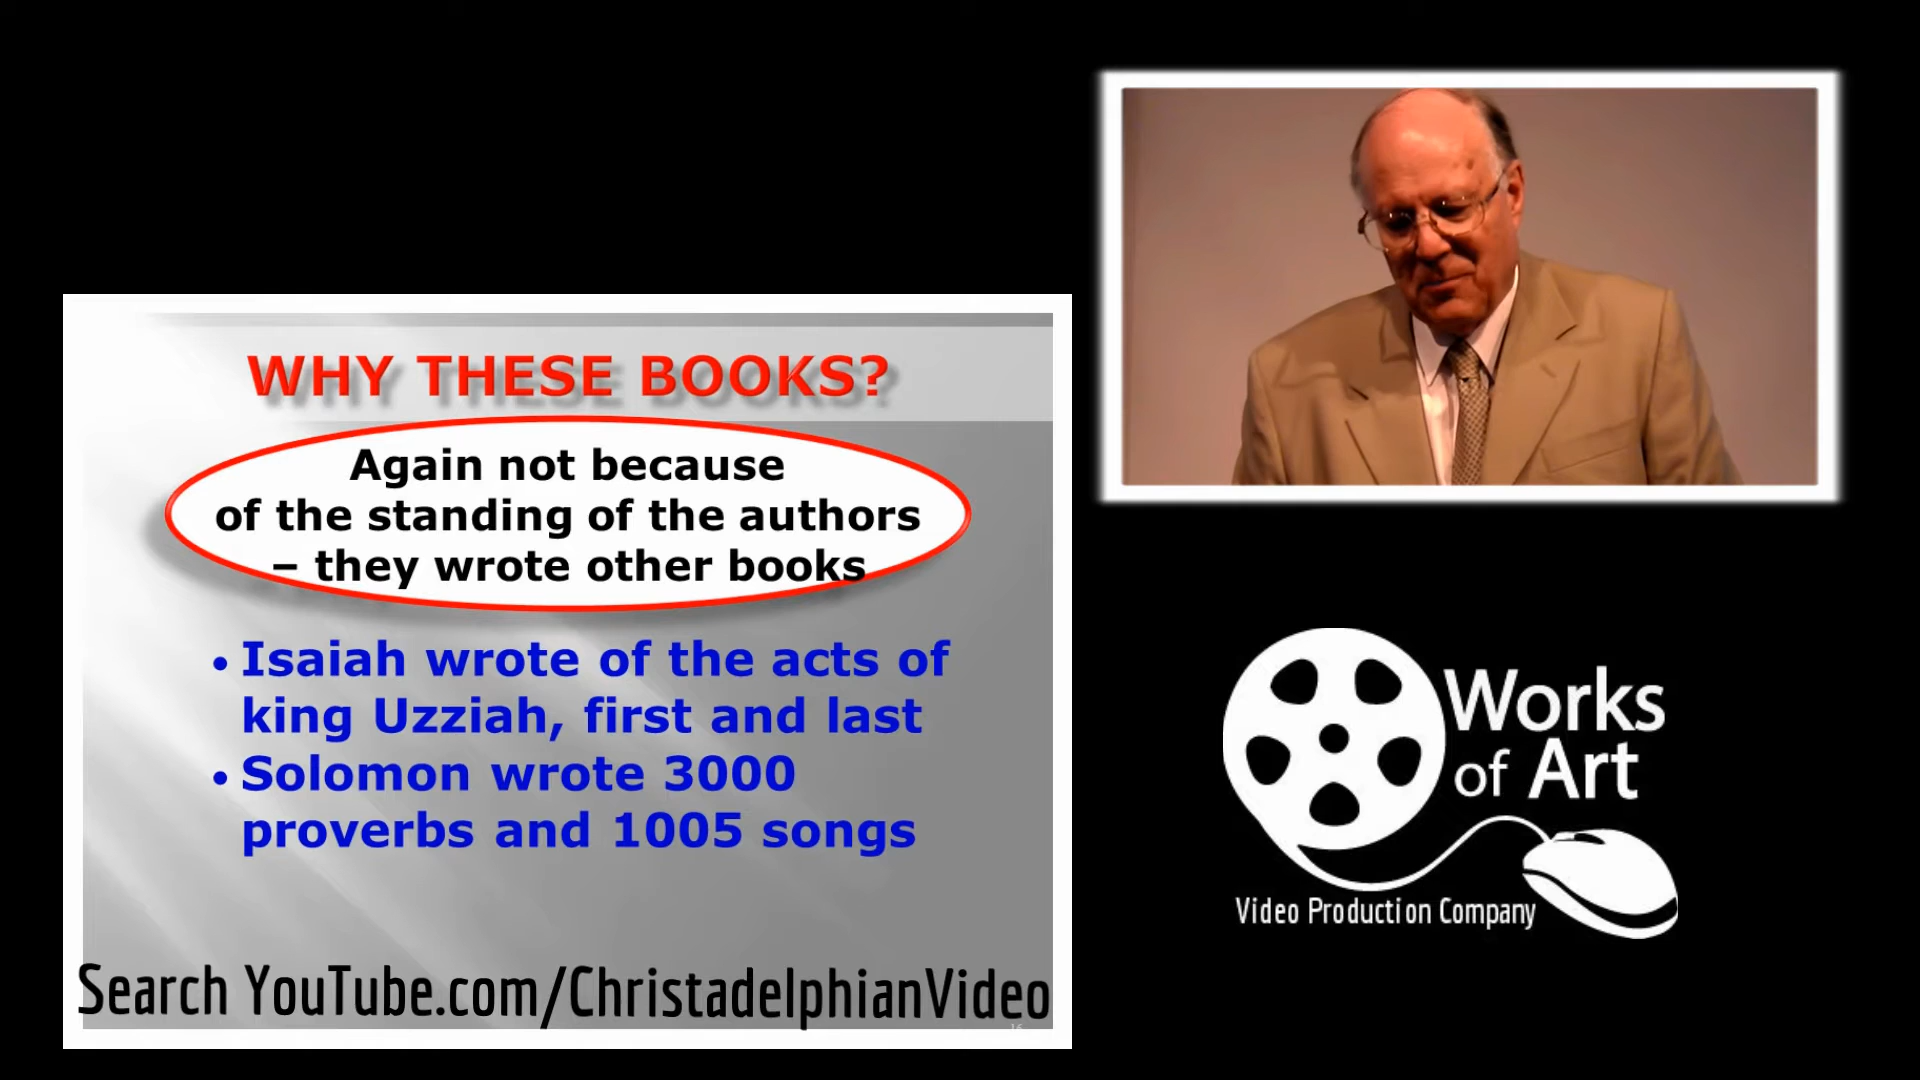 WHY THESE BOOKS?
Again not because
of the standing of the authors
– they wrote other books
• Isaiah wrote of the acts of
king Uzziah, first and last
• Solomon wrote 3000
proverbs and 1005 songs
Search YouTube.com/ChristadelphianVideo
Works
of Art
Video Production Company